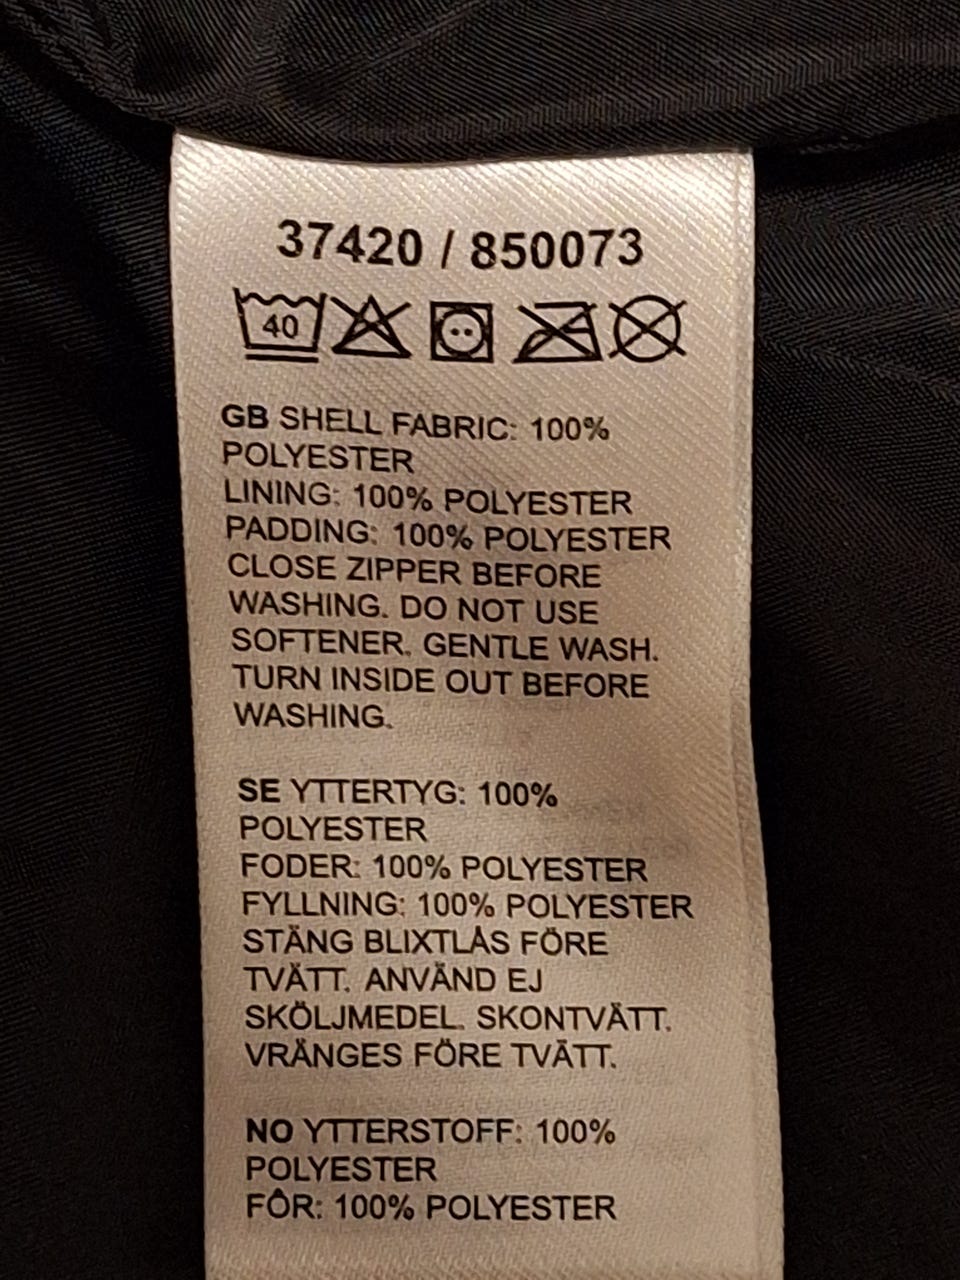 37420 / 850073
40
GB SHELL FABRIC: 100%
POLYESTER
LINING: 100% POLYESTER
PADDING: 100% POLYESTER
CLOSE ZIPPER BEFORE
WASHING. DO NOT USE
SOFTENER. GENTLE WASH.
TURN INSIDE OUT BEFORE
WASHING.
SE YTTERTYG: 100%
POLYESTER
FODER: 100% POLYESTER
FYLLNING: 100% POLYESTER
STÄNG BLIXTLÅS FÖRE
TVÄTT. ANVÄND EJ
SKÖLJMEDEL. SKONTVÄTT.
VRÄNGES FÖRE TVÄTT.
NO YTTERSTOFF: 100%
POLYESTER
FÔR: 100% POLYESTER